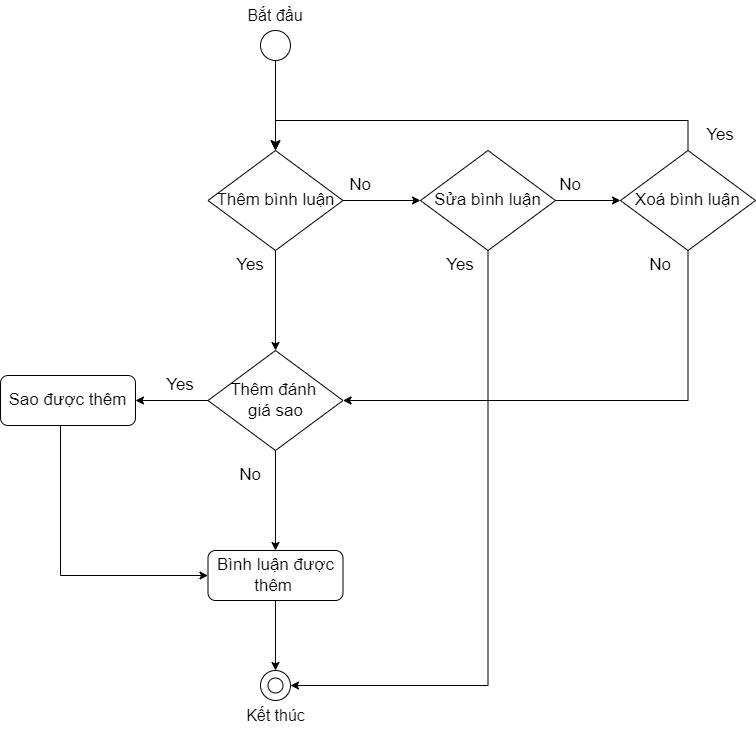 Bắt đầu
Yes
Thêm bình luận
No
Sửa bình luận
No
Xoá bình luận
Yes
Yes
No
Thêm đánh
giá sao
Yes
Sao được thêm
No
Bình luận được
thêm
Kết thúc